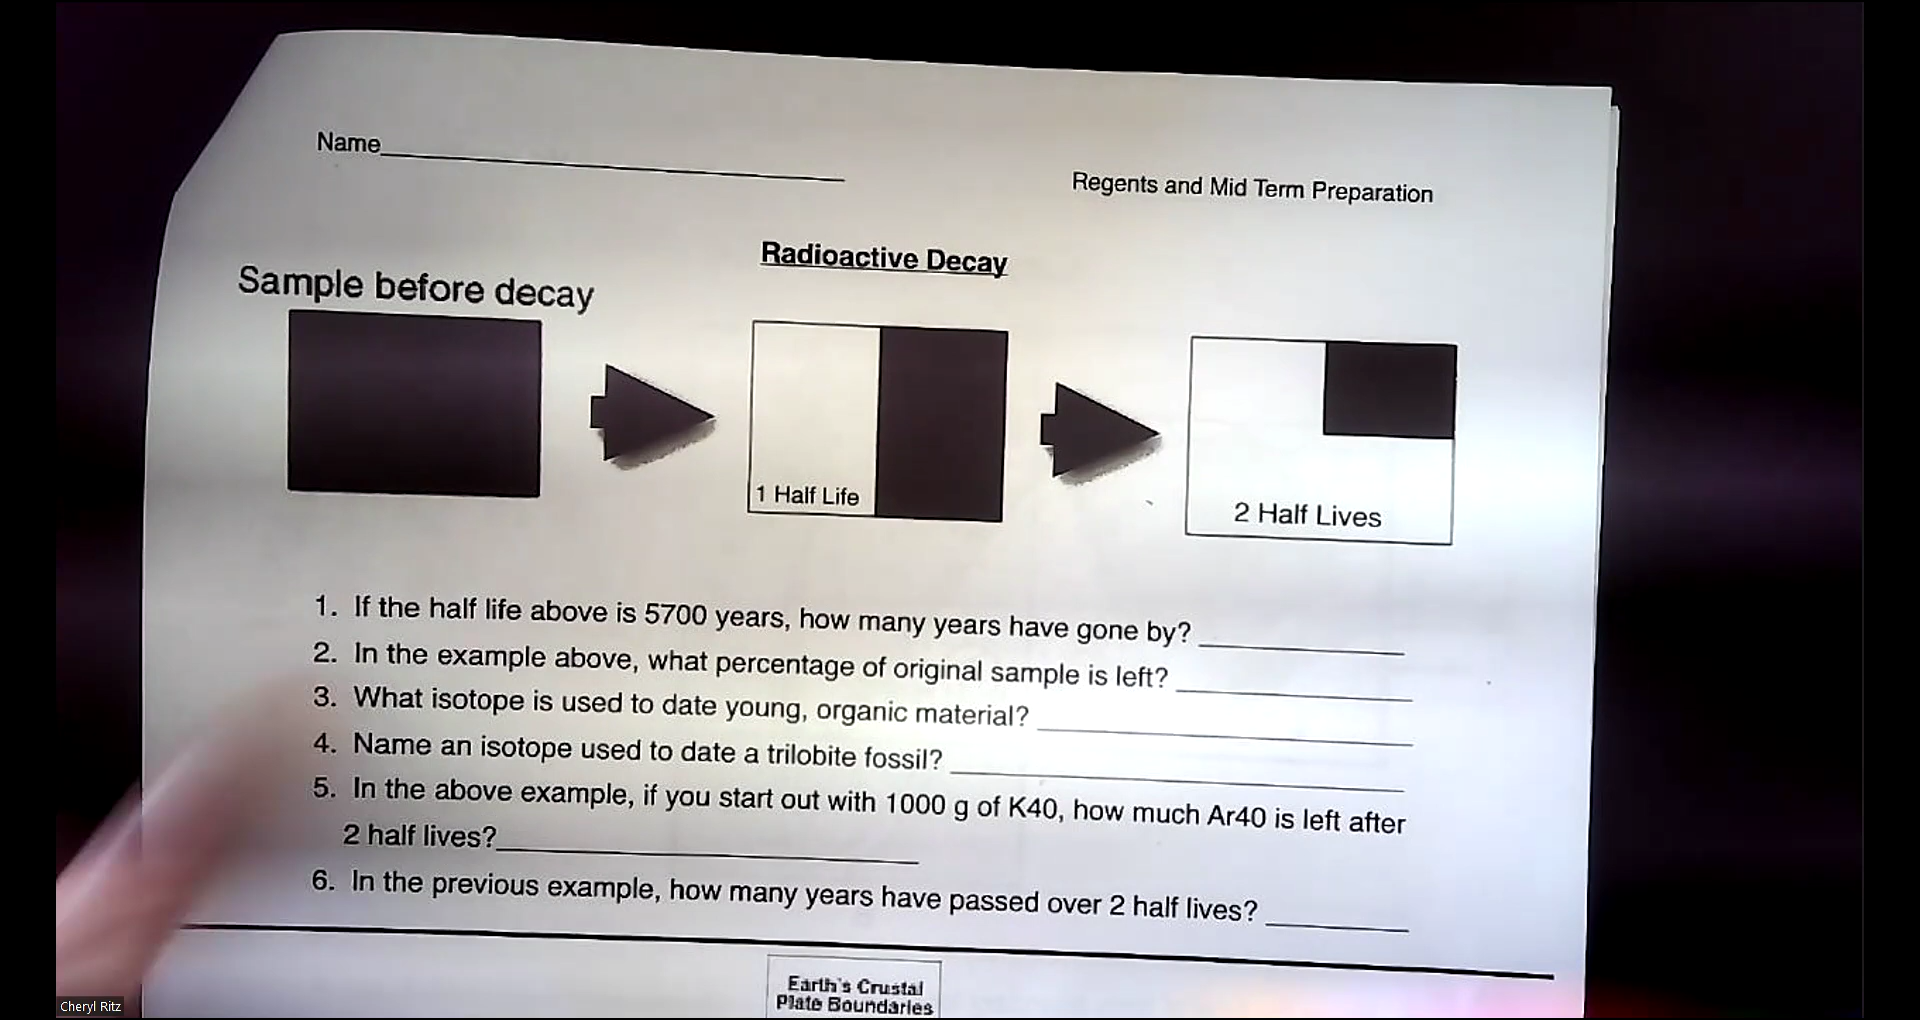 Name
Regents and Mid Term Preparation
Radioactive Decay
Sample before decay
1 Half Life
2 Half Lives
1. If the half life above is 5700 years, how many years have gone by?
2. In the example above, what percentage of original sample is left?
3. What isotope is used to date young, organic material?
4. Name an isotope used to date a trilobite fossil?
5. In the above example, if you start out with 1000 g of K40, how much Ar40 is left after
2 half lives?
6. In the previous example, how many years have passed over 2 half lives?
Earth's Crustal
Plate Boundaries
Cheryl Ritz